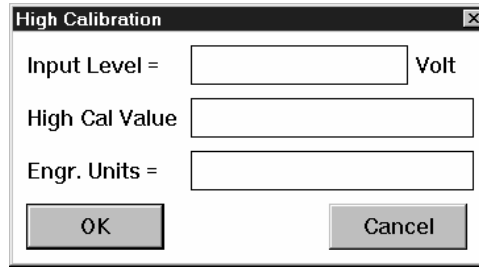 High Calibration
Input Level = Volt
High Cal Value
Engr. Units =
OK Cancel